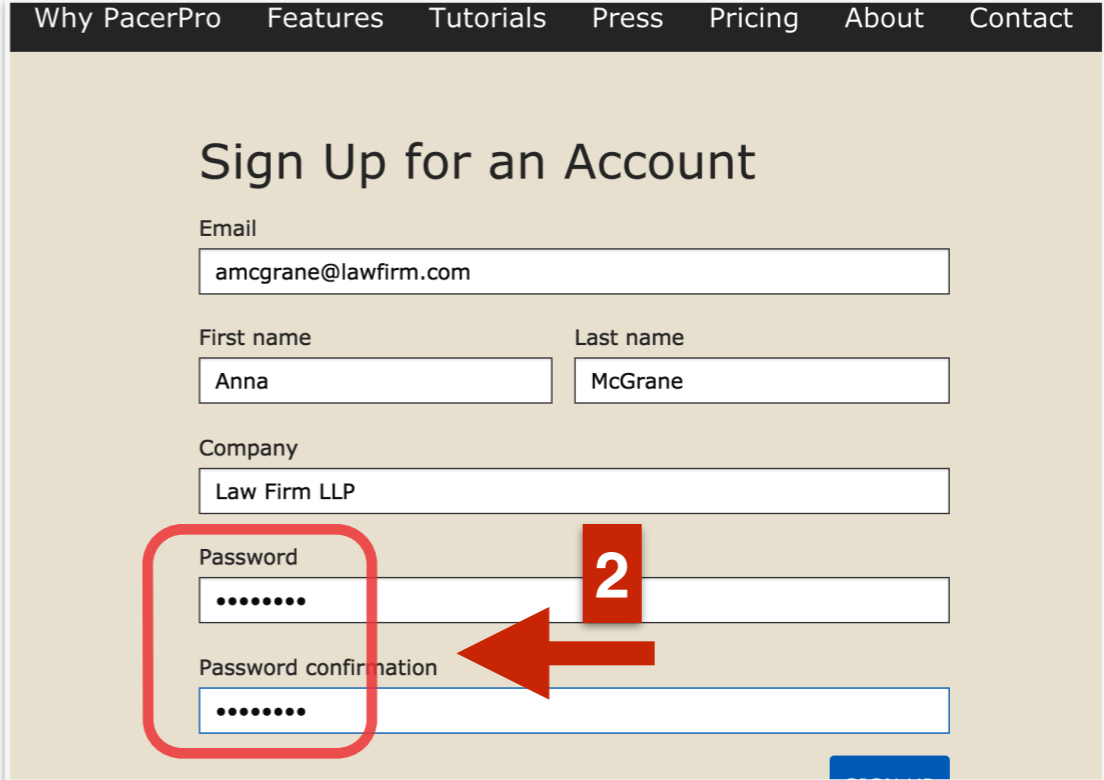 Why PacerPro Features Tutorials Press Pricing About Contact
Sign Up for an Account
Email
amcgrane@lawfirm.com
First name Last name
Anna McGrane
Company
Law Firm LLP
Password
••••••••
2
Password confirmation
••••••••